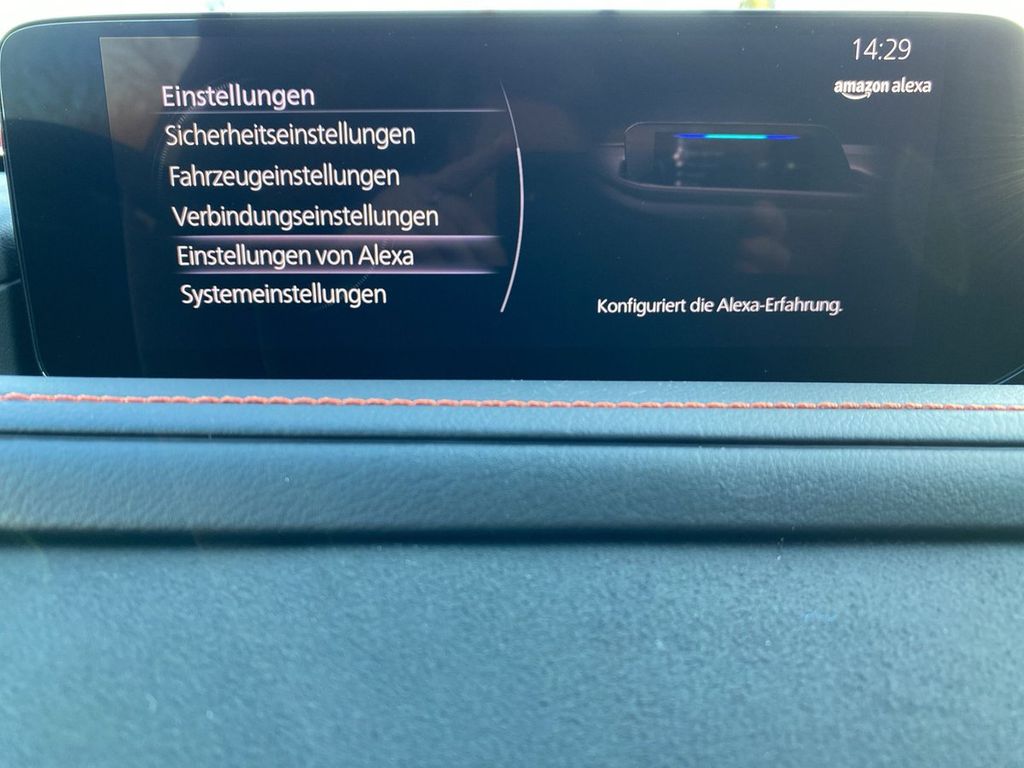 14:29
amazon alexa
Einstellungen
Sicherheitseinstellungen
Fahrzeugeinstellungen
Verbindungseinstellungen
Einstellungen von Alexa
Systemeinstellungen
Konfiguriert die Alexa-Erfahrung.